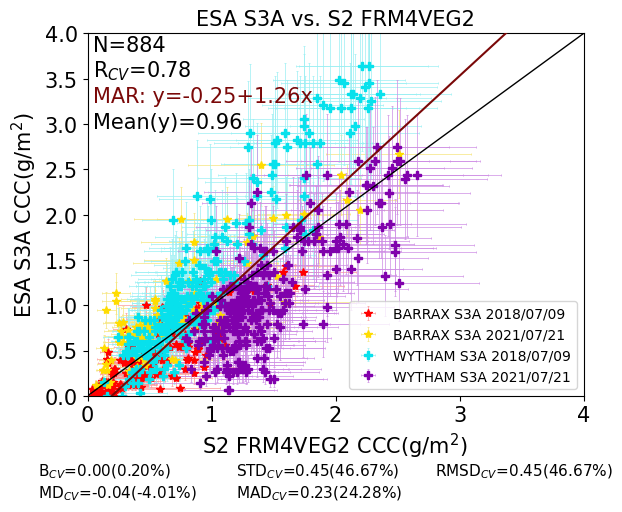 ESA S3A vs. S2 FRM4VEG2
N=884
R_CV=0.78
MAR: y=-0.25+1.26x
Mean(y)=0.96
ESA S3A CCC(g/m²)
4.0
3.5
3.0
2.5
2.0
1.5
1.0
0.5
0.0
BARRAX S3A 2018/07/09
BARRAX S3A 2021/07/21
WYTHAM S3A 2018/07/09
WYTHAM S3A 2021/07/21
0 1 2 3 4
S2 FRM4VEG2 CCC(g/m²)
B_CV=0.00(0.20%) STD_CV=0.45(46.67%) RMSD_CV=0.45(46.67%)
MD_CV=-0.04(-4.01%) MAD_CV=0.23(24.28%)